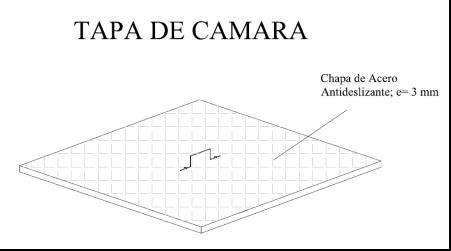 TAPA DE CAMARA
Chapa de Acero
Antideslizante; e= 3 mm